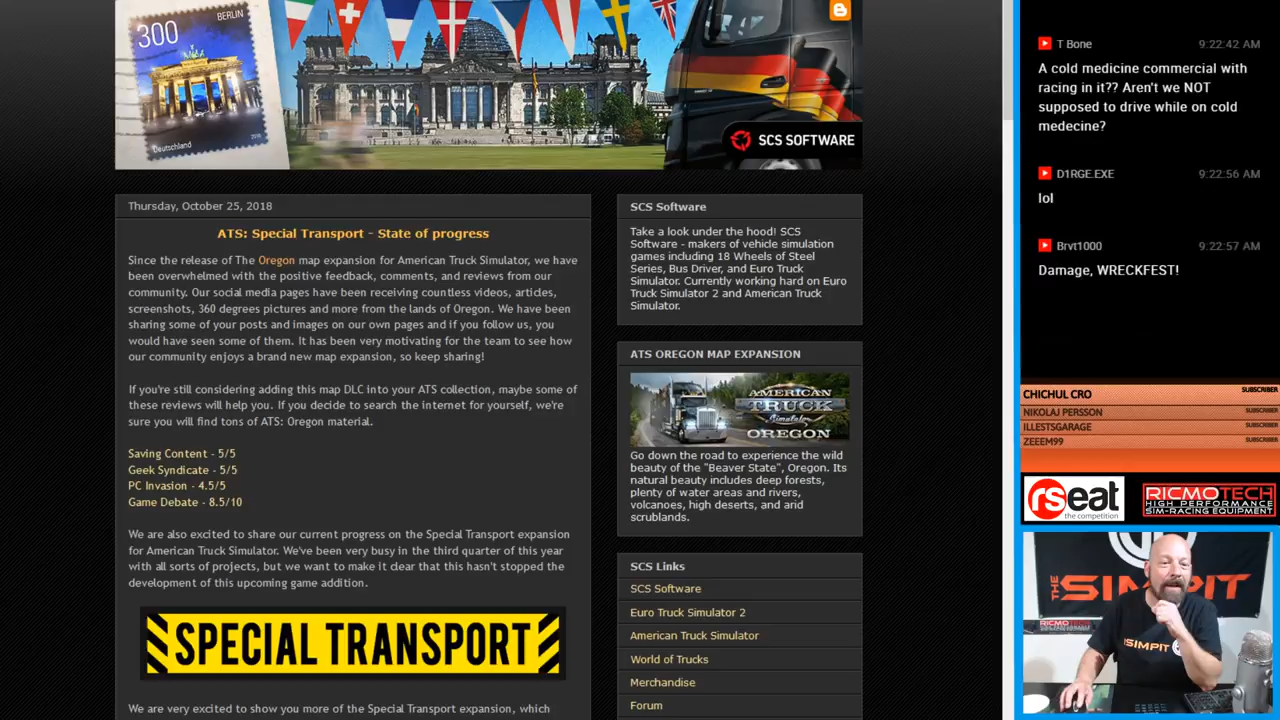 300
BERLIN
Deutschland
SCS SOFTWARE
Thursday, October 25, 2018
ATS: Special Transport - State of progress
Since the release of The Oregon map expansion for American Truck Simulator, we have
been overwhelmed with the positive feedback, comments, and reviews from our
community. Our social media pages have been receiving countless videos, articles,
screenshots, 360 degrees pictures and more from the lands of Oregon. We have been
sharing some of your posts and images on our own pages and if you follow us, you
would have seen some of them. It has been very motivating for the team to see how
our community enjoys a brand new map expansion, so keep sharing!
If you're still considering adding this map DLC into your ATS collection, maybe some of
these reviews will help you. If you decide to search the internet for yourself, we're
sure you will find tons of ATS: Oregon material.
Saving Content - 5/5
Geek Syndicate - 5/5
PC Invasion - 4.5/5
Game Debate - 8.5/10
We are also excited to share our current progress on the Special Transport expansion
for American Truck Simulator. We've been very busy in the third quarter of this year
with all sorts of projects, but we want to make it clear that this hasn't stopped the
development of this upcoming game addition.
SPECIAL TRANSPORT
We are very excited to show you more of the Special Transport expansion, which
SCS Software
Take a look under the hood! SCS
Software - makers of vehicle simulation
games including 18 Wheels of Steel
Series, Bus Driver, and Euro Truck
Simulator. Currently working hard on Euro
Truck Simulator 2 and American Truck
Simulator.
ATS OREGON MAP EXPANSION
AMERICAN
TRUCK
Simulator
OREGON
Go down the road to experience the wild
beauty of the "Beaver State", Oregon. Its
natural beauty includes deep forests,
plenty of water areas and rivers,
volcanoes, high deserts, and arid
scrublands.
SCS Links
SCS Software
Euro Truck Simulator 2
American Truck Simulator
World of Trucks
Merchandise
Forum
T Bone 9:22:42 AM
A cold medicine commercial with
racing in it?? Aren't we NOT
supposed to drive while on cold
medecine?
D1RGE.EXE 9:22:56 AM
lol
Brvt1000 9:22:57 AM
Damage, WRECKFEST!
CHICHUL CRO SUBSCRIBER
NIKOLAJ PERSSON SUBSCRIBER
ILLESTSGARAGE SUBSCRIBER
ZEEEM99 SUBSCRIBER
rseat
the competition
RICMOTECH
HIGH PERFORMANCE
SIM-RACING EQUIPMENT
THE SIMPIT
RICMOTECH
THE SIMPIT